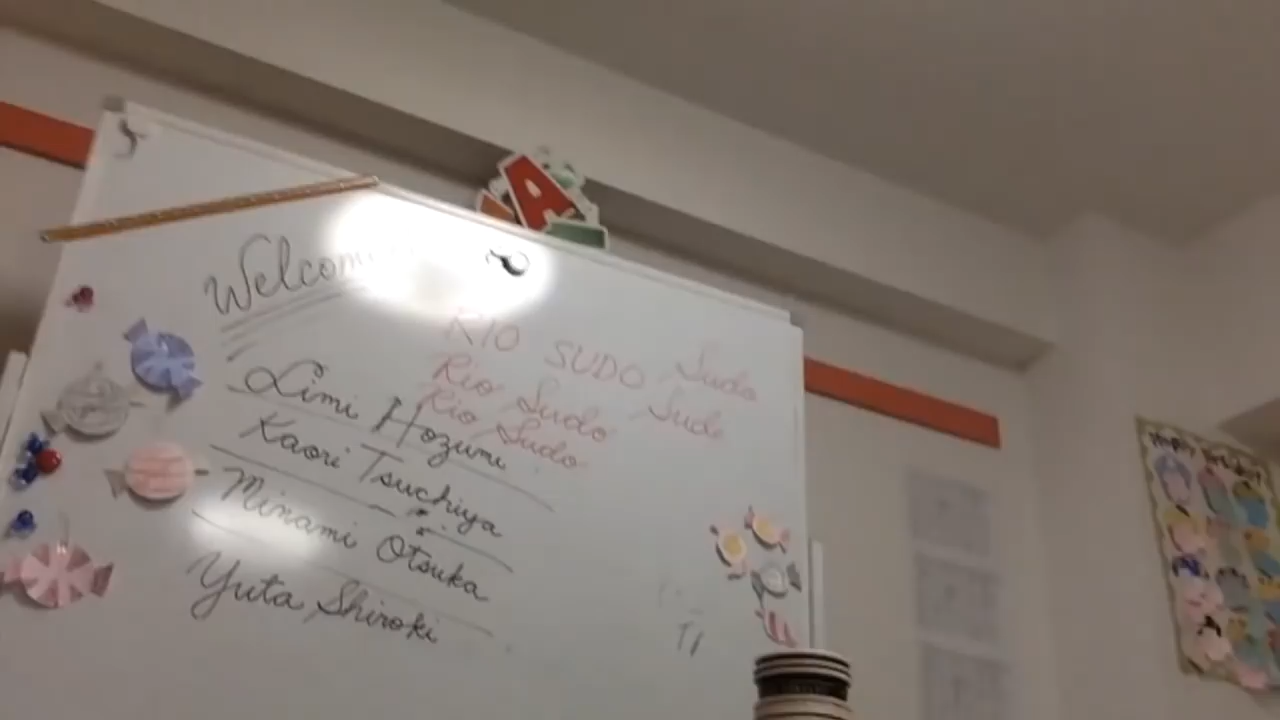 A
Welcome
RIO SUDO Sudo
Rio Sudo Sudo
Rio Sudo
Limi Hozumi
Kaori Tsuchiya
Minami Otsuka
Yuta Shiroki